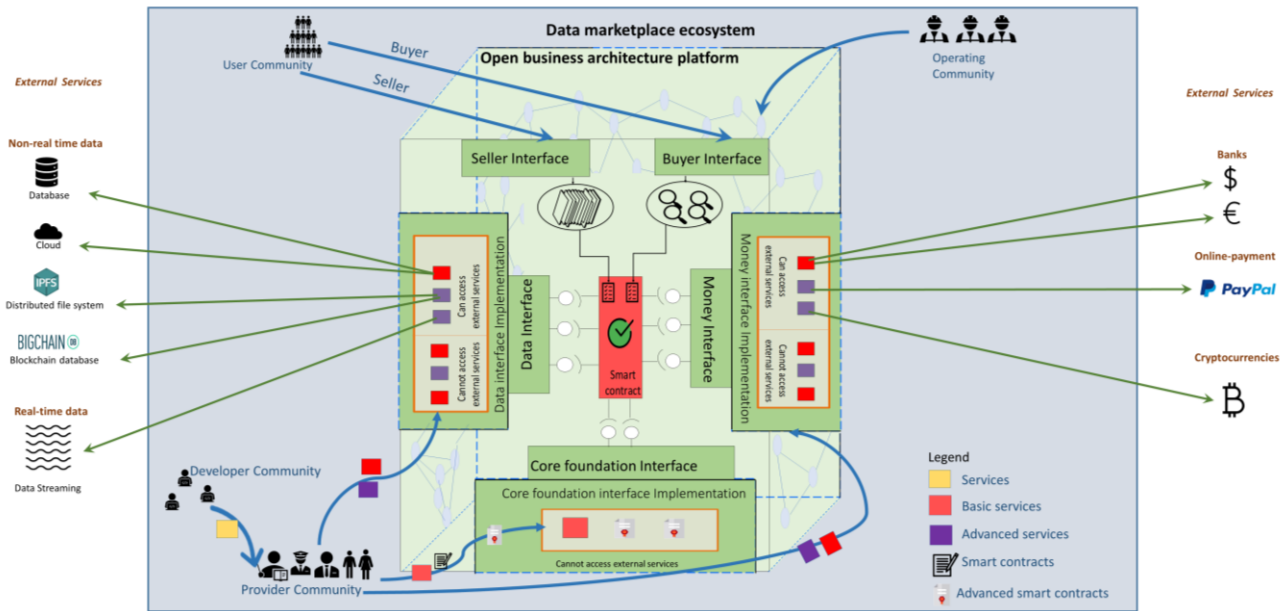 Data marketplace ecosystem
Open business architecture platform
User Community
Buyer
Seller
Operating
Community
External Services
Non-real time data
Database
Cloud
IPFS
Distributed file system
BIGCHAIN DB
Blockchain database
Real-time data
Data Streaming
External Services
Banks
$
€
Online-payment
PayPal
Cryptocurrencies
Seller Interface
Buyer Interface
Can access
external services
Cannot access
external services
Data interface Implementation
Data Interface
Smart
contract
Money Interface
Money interface Implementation
Can access
external services
Cannot access
external services
Core foundation Interface
Core foundation interface Implementation
Cannot access external services
Developer Community
Provider Community
Legend
Services
Basic services
Advanced services
Smart contracts
Advanced smart contracts